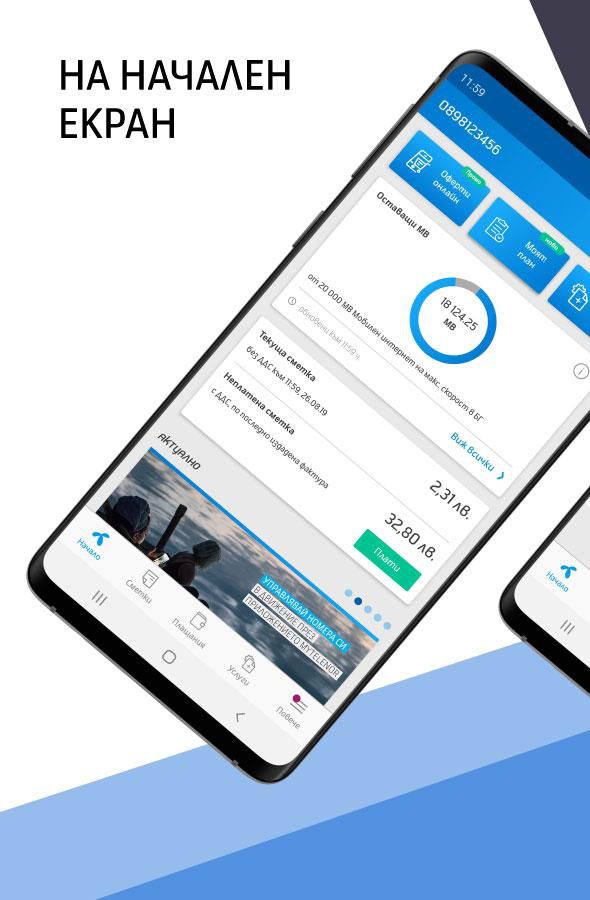 НА НАЧАЛЕН
ЕКРАН
11:59
0898123456
Промо
Оферти
онлайн
ново
Моят
план
Оставащи MB
18 124,25
MB
от 20 000 MB Мобилен интернет на макс. скорост в БГ
обновени към 11:59 ч.
Виж всички
Текуща сметка
без ДДС към 11:59, 26.08.19
2,31 лв.
Неплатена сметка
с ДДС, по последно издадена фактура
32,80 лв.
Плати
АКТУАЛНО
УПРАВЛЯВАЙ НОМЕРА СИ
В ДВИЖЕНИЕ ПРЕЗ
ПРИЛОЖЕНИЕТО MYTELENOR
Начало
Сметки
Плащания
Услуги
Повече
Начало